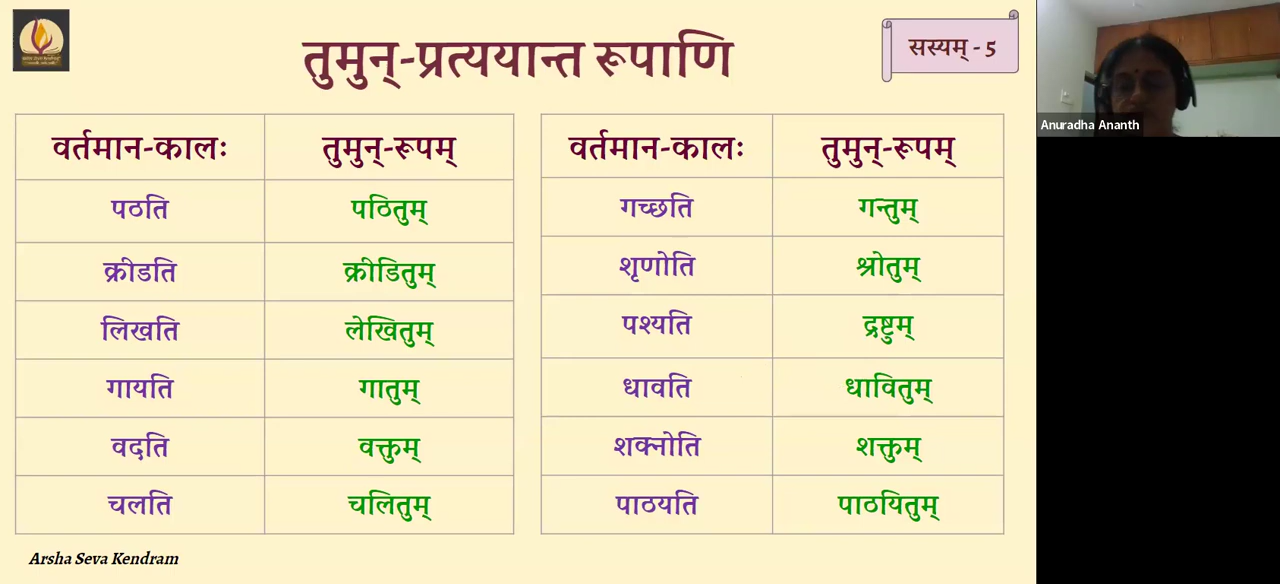 तुमुन्-प्रत्ययान्त रूपाणि
सस्यम् - 5
वर्तमान-कालः तुमुन्-रूपम्
पठति पठितुम्
क्रीडति क्रीडितुम्
लिखति लेखितुम्
गायति गातुम्
वदति वक्तुम्
चलति चलितुम्
वर्तमान-कालः तुमुन्-रूपम्
गच्छति गन्तुम्
शृणोति श्रोतुम्
पश्यति द्रष्टुम्
धावति धावितुम्
शक्नोति शक्तुम्
पाठयति पाठयितुम्
Arsha Seva Kendram
Anuradha Ananth